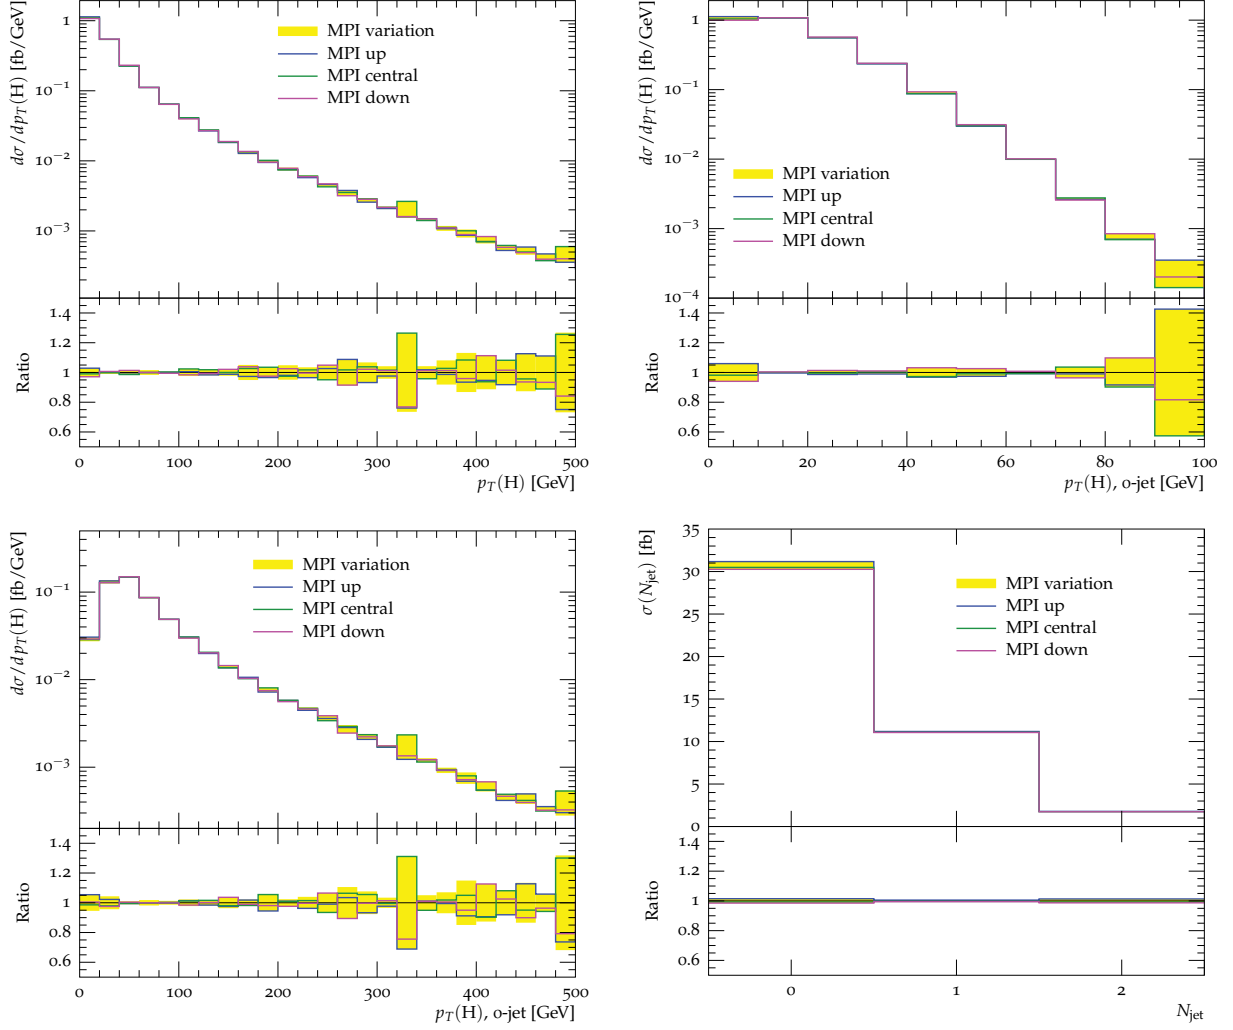 dσ/dp_T(H) [fb/GeV]
1
10⁻¹
10⁻²
10⁻³
MPI variation
MPI up
MPI central
MPI down
Ratio
1.4
1.2
1
0.8
0.6
0 100 200 300 400 500
p_T(H) [GeV]
dσ/dp_T(H) [fb/GeV]
1
10⁻¹
10⁻²
10⁻³
10⁻⁴
MPI variation
MPI up
MPI central
MPI down
Ratio
1.4
1.2
1
0.8
0.6
0 20 40 60 80 100
p_T(H), 0-jet [GeV]
dσ/dp_T(H) [fb/GeV]
10⁻¹
10⁻²
10⁻³
MPI variation
MPI up
MPI central
MPI down
Ratio
1.4
1.2
1
0.8
0.6
0 100 200 300 400 500
p_T(H), 0-jet [GeV]
σ(N_jet) [fb]
35
30
25
20
15
10
5
0
MPI variation
MPI up
MPI central
MPI down
Ratio
1.4
1.2
1
0.8
0.6
0 1 2
N_jet